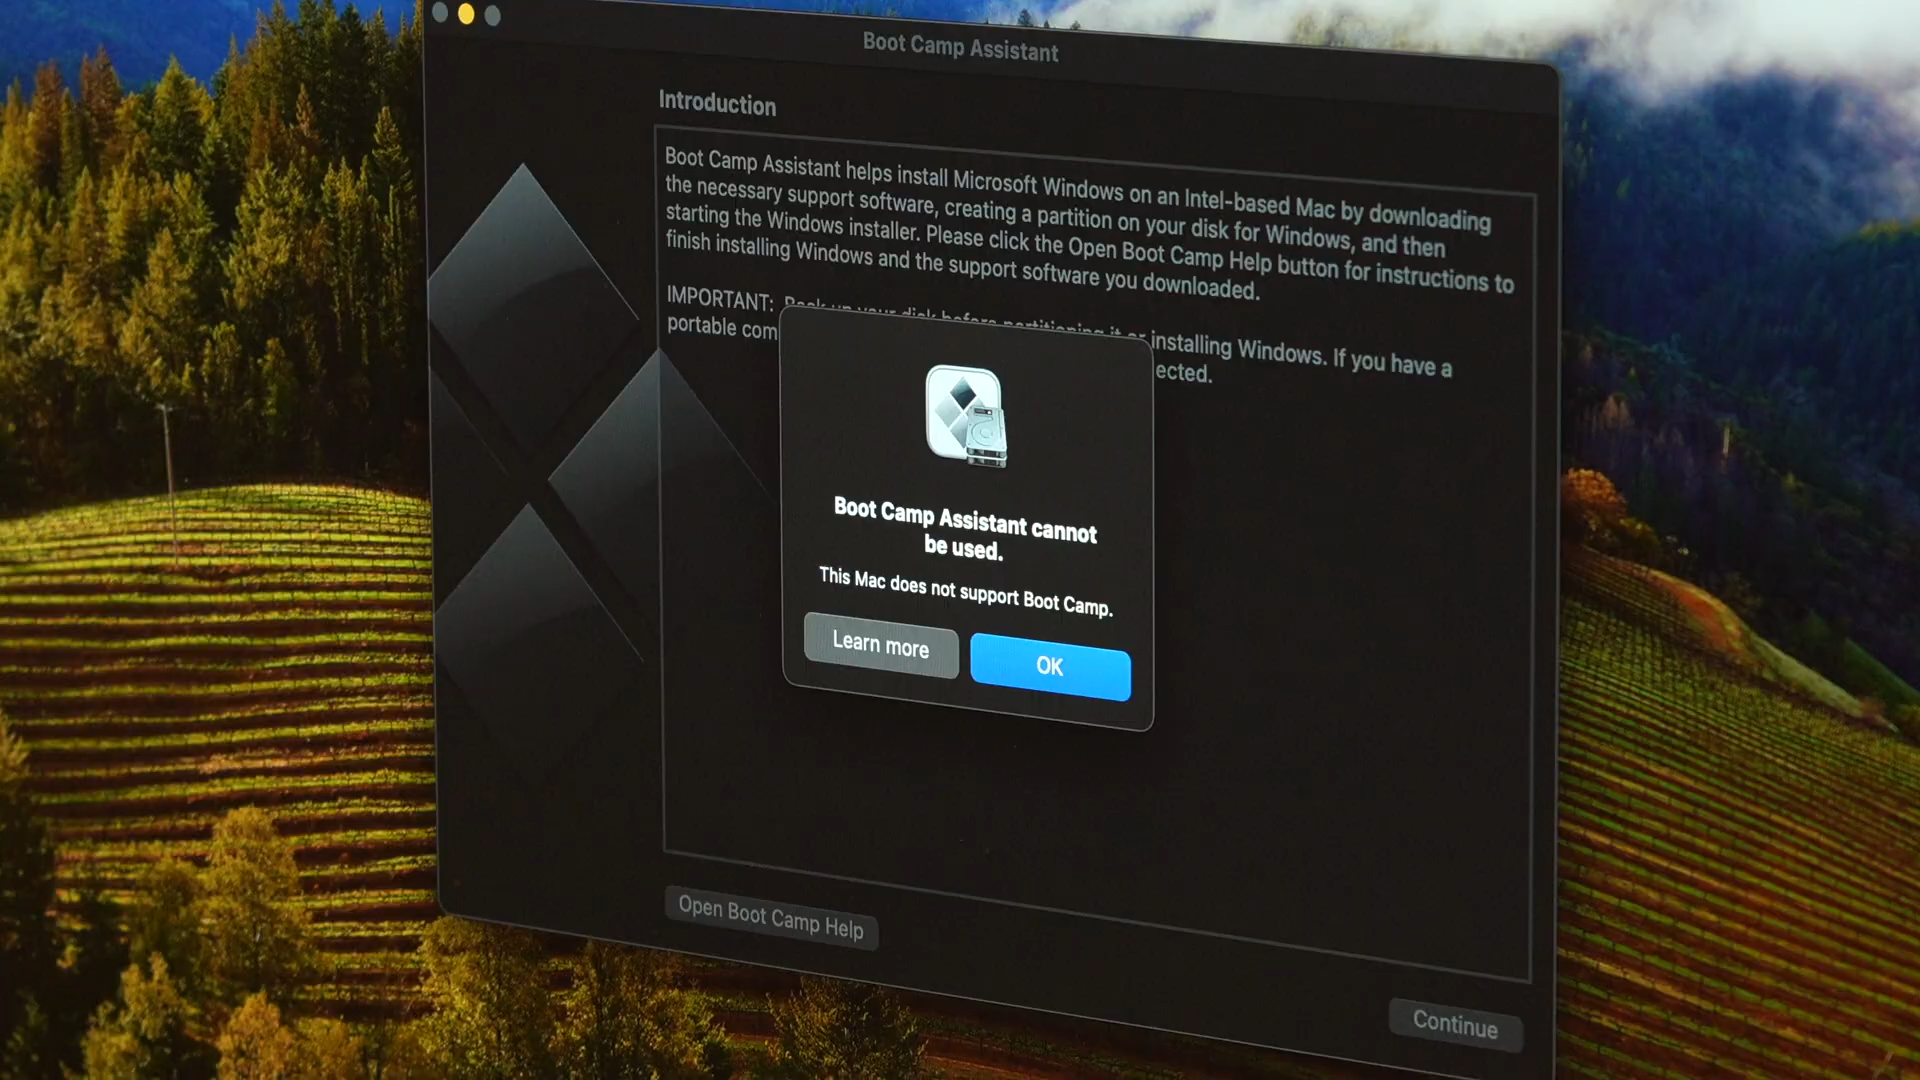 Boot Camp Assistant
Introduction
Boot Camp Assistant helps install Microsoft Windows on an Intel-based Mac by downloading
the necessary support software, creating a partition on your disk for Windows, and then
starting the Windows installer. Please click the Open Boot Camp Help button for instructions to
finish installing Windows and the support software you downloaded.
IMPORTANT: Back up your disk before partitioning it or installing Windows. If you have a
portable com ected.
Boot Camp Assistant cannot
be used.
This Mac does not support Boot Camp.
Learn more
OK
Open Boot Camp Help
Continue